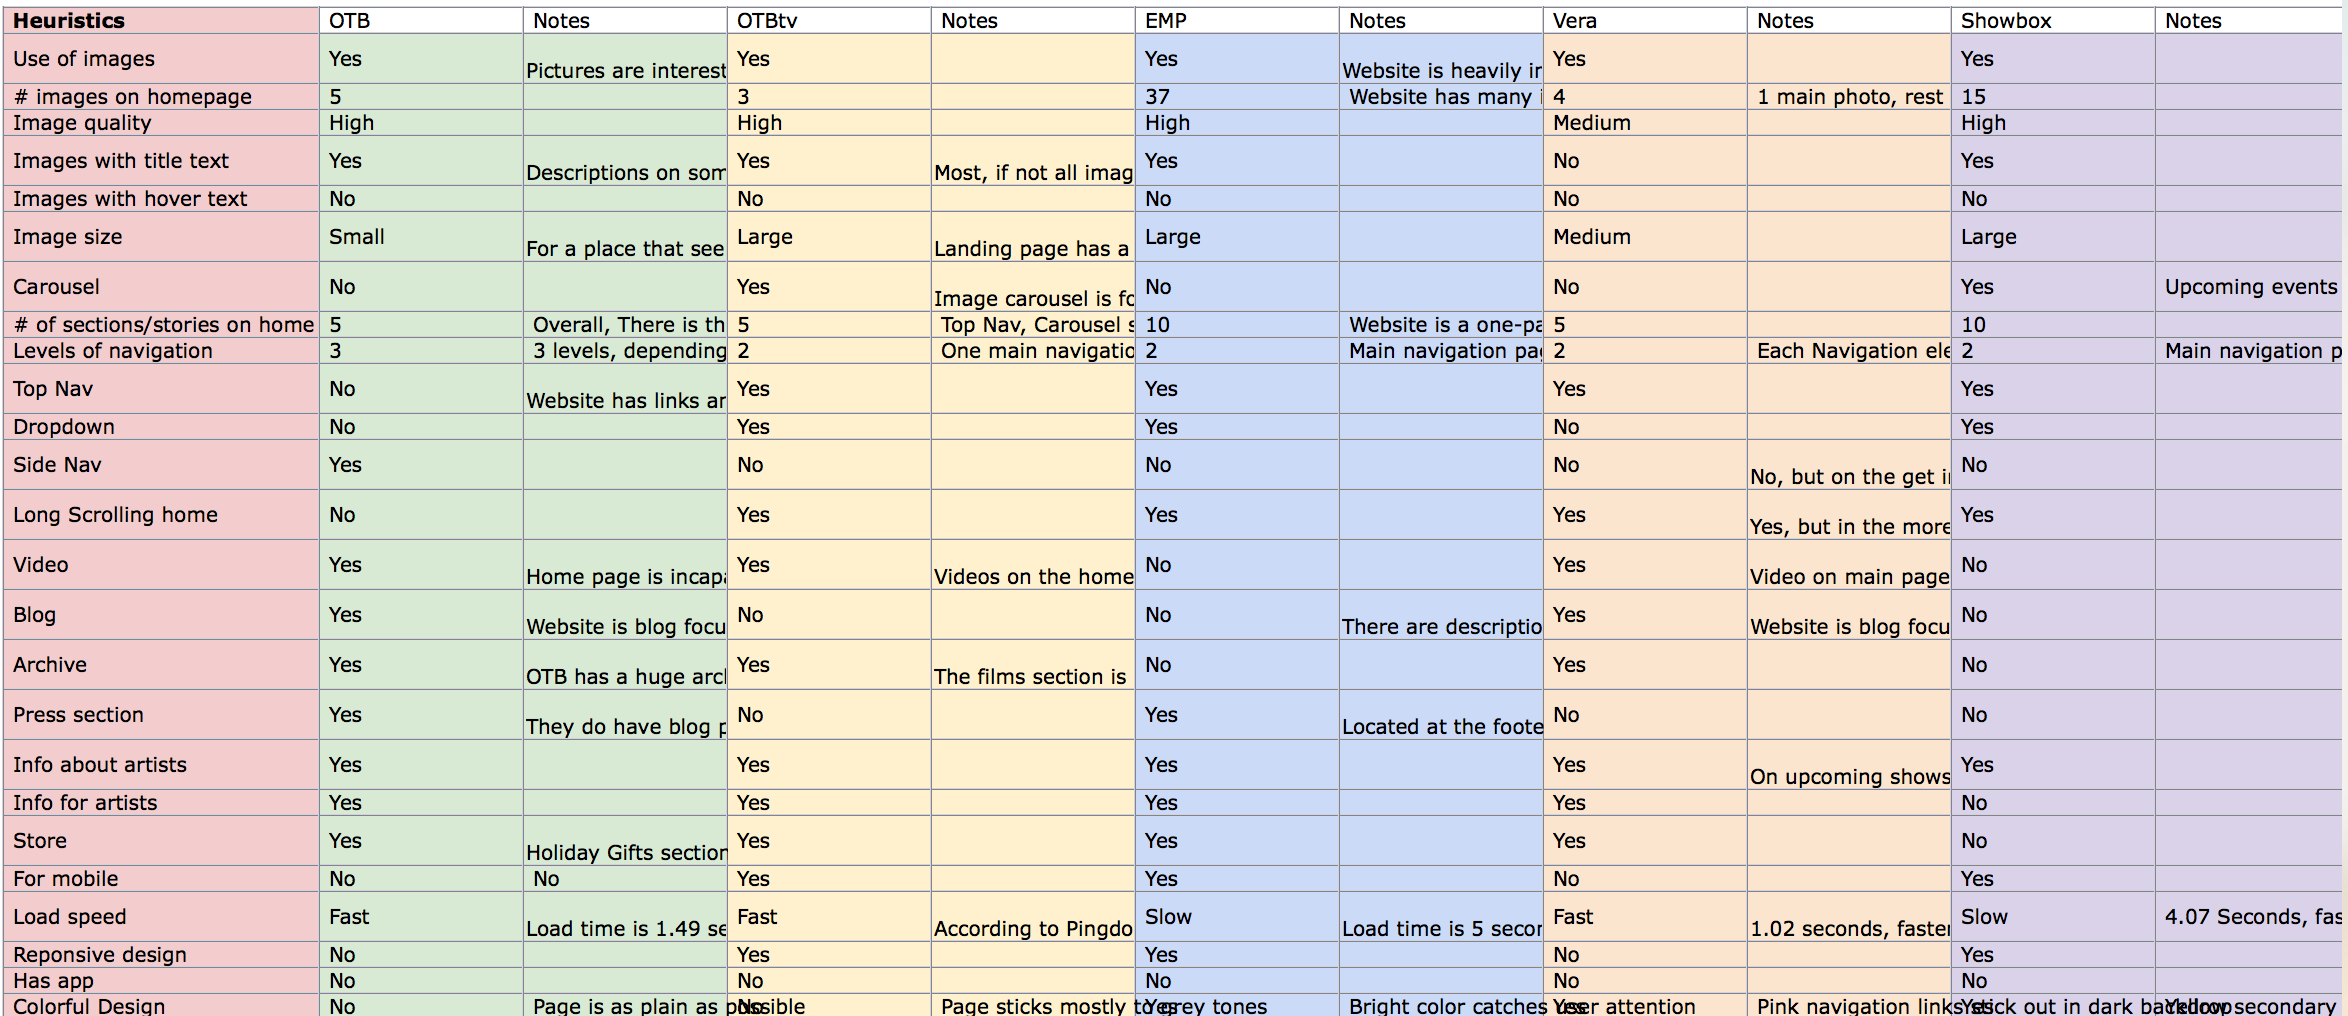 Heuristics OTB Notes OTBtv Notes EMP Notes Vera Notes Showbox Notes
Use of images Yes Pictures are interest Yes Yes Website is heavily Yes Yes
# images on homepage 5 3 37 Website has many 4 1 main photo, rest 15
Image quality High High High Medium High
Images with title text Yes Descriptions on som Yes Most, if not all imag Yes No Yes
Images with hover text No No No No No
Image size Small For a place that see Large Landing page has a Large Medium Large
Carousel No Yes Image carousel is fo No No Yes Upcoming events
# of sections/stories on home 5 Overall, There is th 5 Top Nav, Carousel s 10 Website is a one-pa 5 10
Levels of navigation 3 3 levels, depending 2 One main navigatio 2 Main navigation pa 2 Each Navigation ele 2 Main navigation p
Top Nav No Website has links ar Yes Yes Yes Yes
Dropdown No Yes Yes No Yes
Side Nav Yes No No No No, but on the get No
Long Scrolling home No Yes Yes Yes Yes, but in the more Yes
Video Yes Home page is incapa Yes Videos on the home No Yes Video on main page No
Blog Yes Website is blog focu No No There are descriptio Yes Website is blog focu No
Archive Yes OTB has a huge arcl Yes The films section is No Yes No
Press section Yes They do have blog p No Yes Located at the foote No No
Info about artists Yes Yes Yes Yes On upcoming shows Yes
Info for artists Yes Yes Yes Yes No
Store Yes Holiday Gifts section Yes Yes Yes No
For mobile No No Yes Yes No Yes
Load speed Fast Load time is 1.49 se Fast According to Pingdo Slow Load time is 5 secor Fast 1.02 seconds, faster Slow 4.07 Seconds, fas
Reponsive design No Yes Yes No Yes
Has app No No No No No
Colorful Design No Page is as plain as possible No Page sticks mostly to grey tones Yes Bright color catches user attention Yes Pink navigation links stick out in dark backdrop Yes Yellow secondary